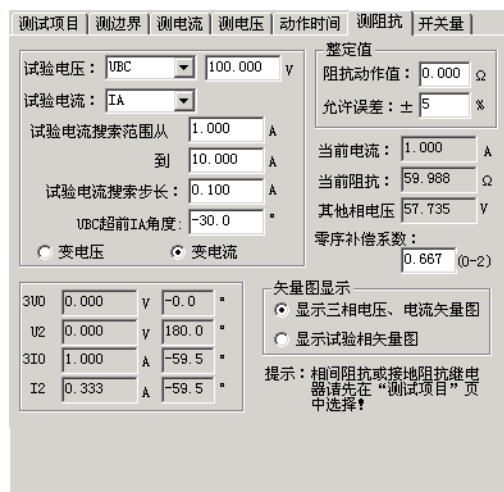 测试项目 测边界 测电流 测电压 动作时间 测阻抗 开关量
试验电压： UBC 100.000 V
试验电流： IA
试验电流搜索范围从 1.000 A
到 10.000 A
试验电流搜索步长： 0.100 A
UBC超前IA角度： -30.0 °
变电压 变电流
整定值
阻抗动作值： 0.000 Ω
允许误差：± 5 %
当前电流： 1.000 A
当前阻抗： 59.988 Ω
其他相电压 57.735 V
零序补偿系数：
0.667 (0-2)
3U0 0.000 V -0.0 °
U2 0.000 V 180.0 °
3I0 1.000 A -59.5 °
I2 0.333 A -59.5 °
矢量图显示
显示三相电压、电流矢量图
显示试验相矢量图
提示：相间阻抗或接地阻抗继电
器请先在“测试项目”页
中选择！